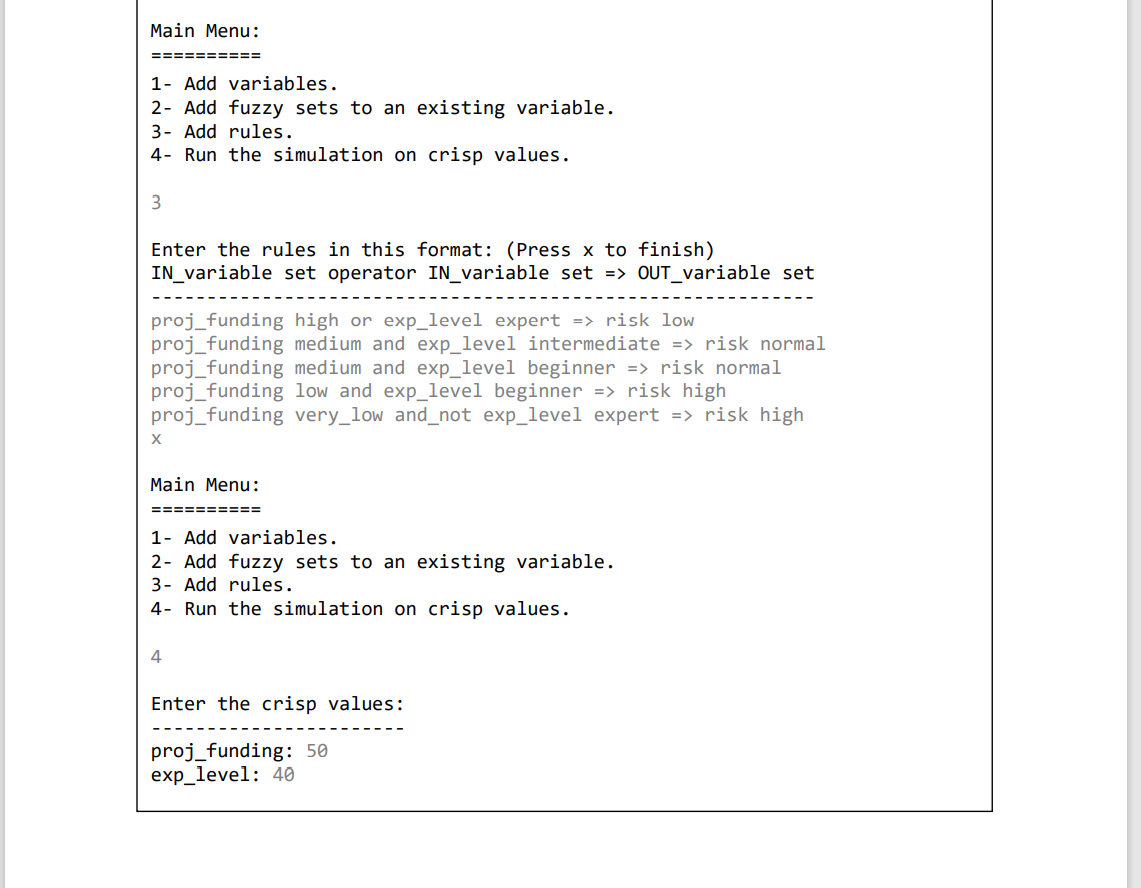 Main Menu:
==========
1- Add variables.
2- Add fuzzy sets to an existing variable.
3- Add rules.
4- Run the simulation on crisp values.
3
Enter the rules in this format: (Press x to finish)
IN_variable set operator IN_variable set => OUT_variable set
------------------------------------------------------------
proj_funding high or exp_level expert => risk low
proj_funding medium and exp_level intermediate => risk normal
proj_funding medium and exp_level beginner => risk normal
proj_funding low and exp_level beginner => risk high
proj_funding very_low and_not exp_level expert => risk high
x
Main Menu:
==========
1- Add variables.
2- Add fuzzy sets to an existing variable.
3- Add rules.
4- Run the simulation on crisp values.
4
Enter the crisp values:
-----------------------
proj_funding: 50
exp_level: 40